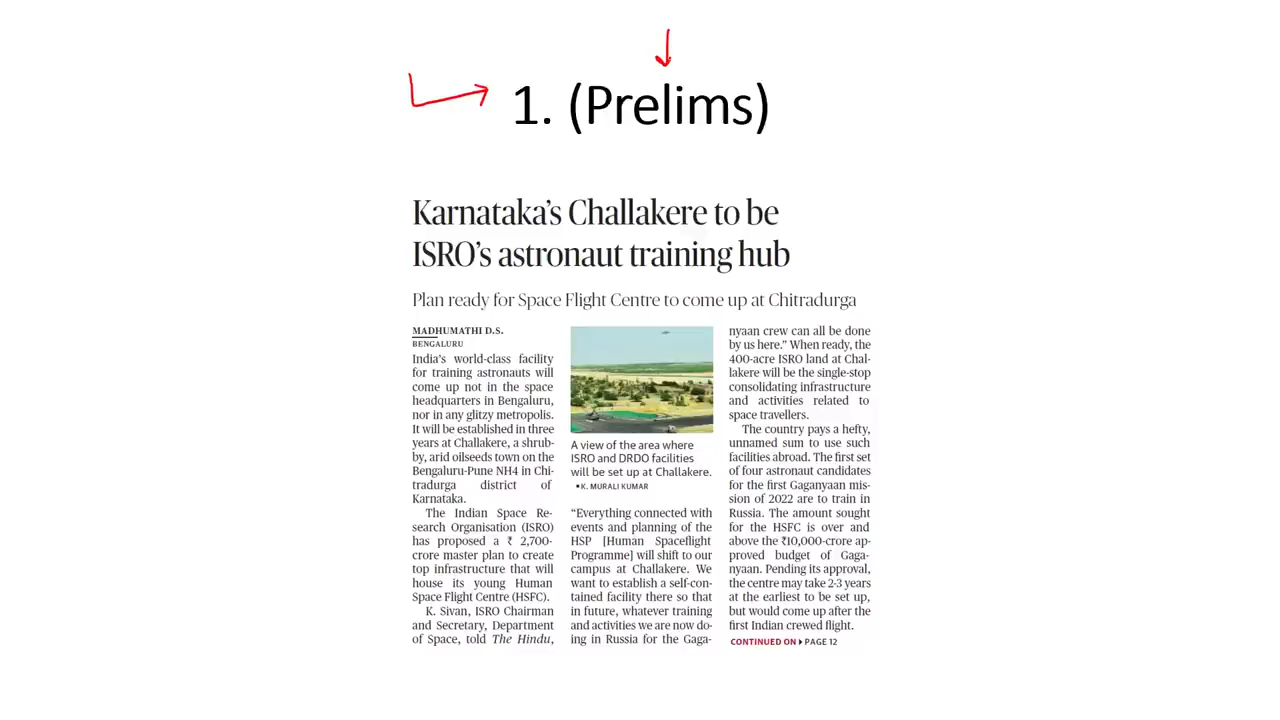 1. (Prelims)
Karnataka's Challakere to be
ISRO's astronaut training hub
Plan ready for Space Flight Centre to come up at Chitradurga
MADHUMATHI D.S.
BENGALURU
India's world-class facility
for training astronauts will
come up not in the space
headquarters in Bengaluru,
nor in any glitzy metropolis.
It will be established in three
years at Challakere, a shrub-
by, arid oilseeds town on the
Bengaluru-Pune NH4 in Chi-
tradurga district of
Karnataka.
The Indian Space Re-
search Organisation (ISRO)
has proposed a ₹ 2,700-
crore master plan to create
top infrastructure that will
house its young Human
Space Flight Centre (HSFC).
K. Sivan, ISRO Chairman
and Secretary, Department
of Space, told The Hindu,
A view of the area where
ISRO and DRDO facilities
will be set up at Challakere.
▪K. MURALI KUMAR
“Everything connected with
events and planning of the
HSP [Human Spaceflight
Programme] will shift to our
campus at Challakere. We
want to establish a self-con-
tained facility there so that
in future, whatever training
and activities we are now do-
ing in Russia for the Gaga-
nyaan crew can all be done
by us here.” When ready, the
400-acre ISRO land at Chal-
lakere will be the single-stop
consolidating infrastructure
and activities related to
space travellers.
The country pays a hefty,
unnamed sum to use such
facilities abroad. The first set
of four astronaut candidates
for the first Gaganyaan mis-
sion of 2022 are to train in
Russia. The amount sought
for the HSFC is over and
above the ₹10,000-crore ap-
proved budget of Gaga-
nyaan. Pending its approval,
the centre may take 2-3 years
at the earliest to be set up,
but would come up after the
first Indian crewed flight.
CONTINUED ON ▸ PAGE 12